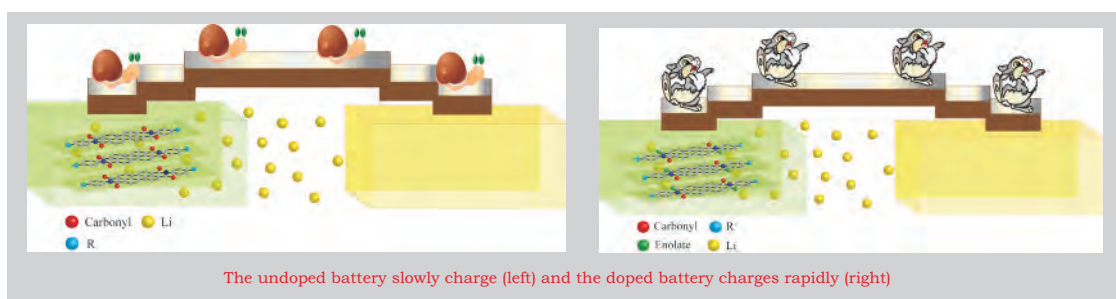 Carbonyl Li
R
Carbonyl R
Enolate Li
The undoped battery slowly charge (left) and the doped battery charges rapidly (right)